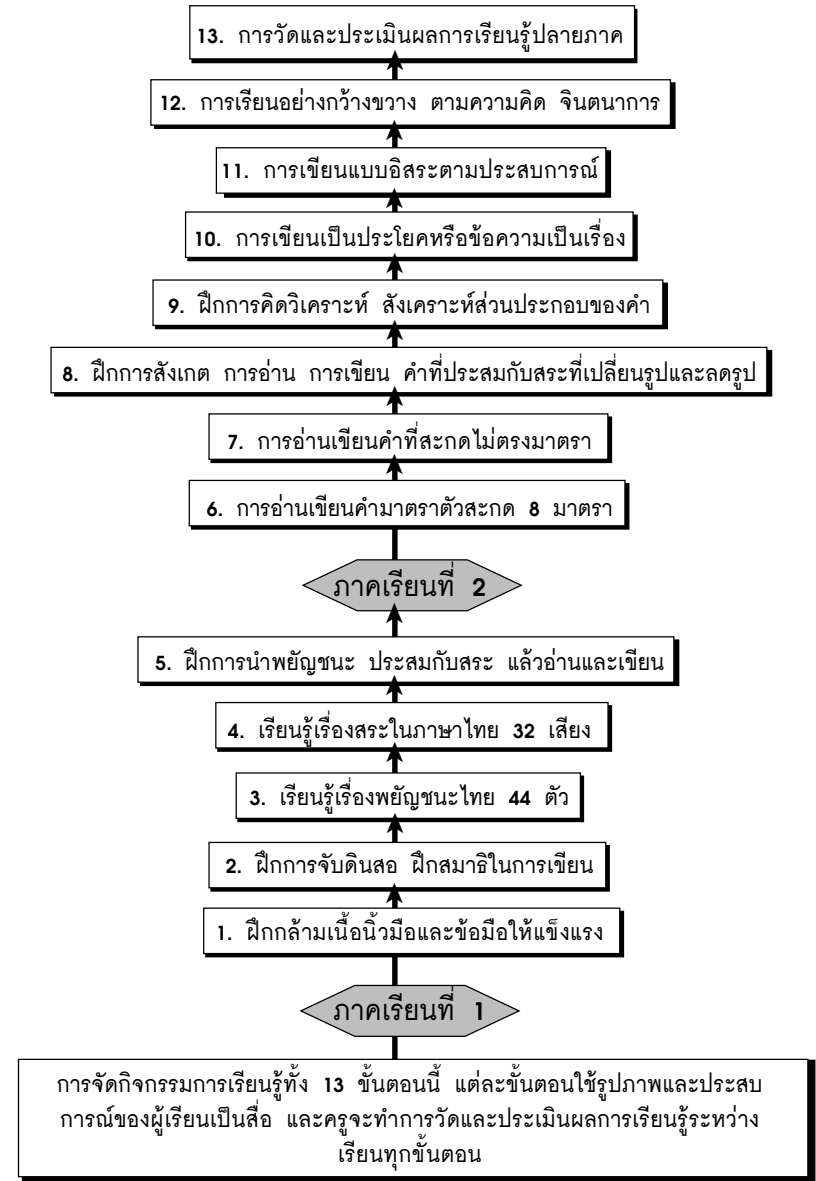 13. การวัดและประเมินผลการเรียนรู้ปลายภาค
12. การเรียนอย่างกว้างขวาง ตามความคิด จินตนาการ
11. การเขียนแบบอิสระตามประสบการณ์
10. การเขียนเป็นประโยคหรือข้อความเป็นเรื่อง
9. ฝึกการคิดวิเคราะห์ สังเคราะห์ส่วนประกอบของคำ
8. ฝึกการสังเกต การอ่าน การเขียน คำที่ประสมกับสระที่เปลี่ยนรูปและลดรูป
7. การอ่านเขียนคำที่สะกดไม่ตรงมาตรา
6. การอ่านเขียนคำมาตราตัวสะกด 8 มาตรา
ภาคเรียนที่ 2
5. ฝึกการนำพยัญชนะ ประสมกับสระ แล้วอ่านและเขียน
4. เรียนรู้เรื่องสระในภาษาไทย 32 เสียง
3. เรียนรู้เรื่องพยัญชนะไทย 44 ตัว
2. ฝึกการจับดินสอ ฝึกสมาธิในการเขียน
1. ฝึกกล้ามเนื้อนิ้วมือและข้อมือให้แข็งแรง
ภาคเรียนที่ 1
การจัดกิจกรรมการเรียนรู้ทั้ง 13 ขั้นตอนนี้ แต่ละขั้นตอนใช้รูปภาพและประสบ
การณ์ของผู้เรียนเป็นสื่อ และครูจะทำการวัดและประเมินผลการเรียนรู้ระหว่าง
เรียนทุกขั้นตอน